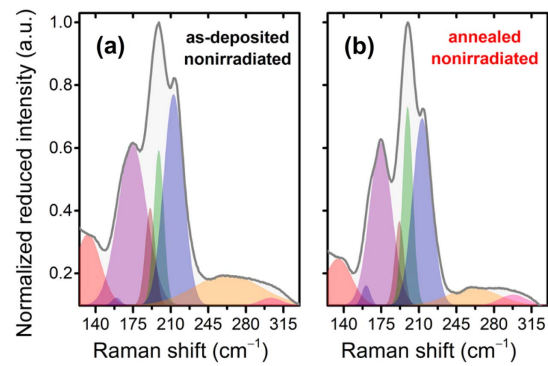 Normalized reduced intensity (a.u.)
1.0
0.8
0.6
0.4
0.2
(a)
as-deposited
nonirradiated
140 175 210 245 280 315
Raman shift (cm⁻¹)
(b)
annealed
nonirradiated
140 175 210 245 280 315
Raman shift (cm⁻¹)